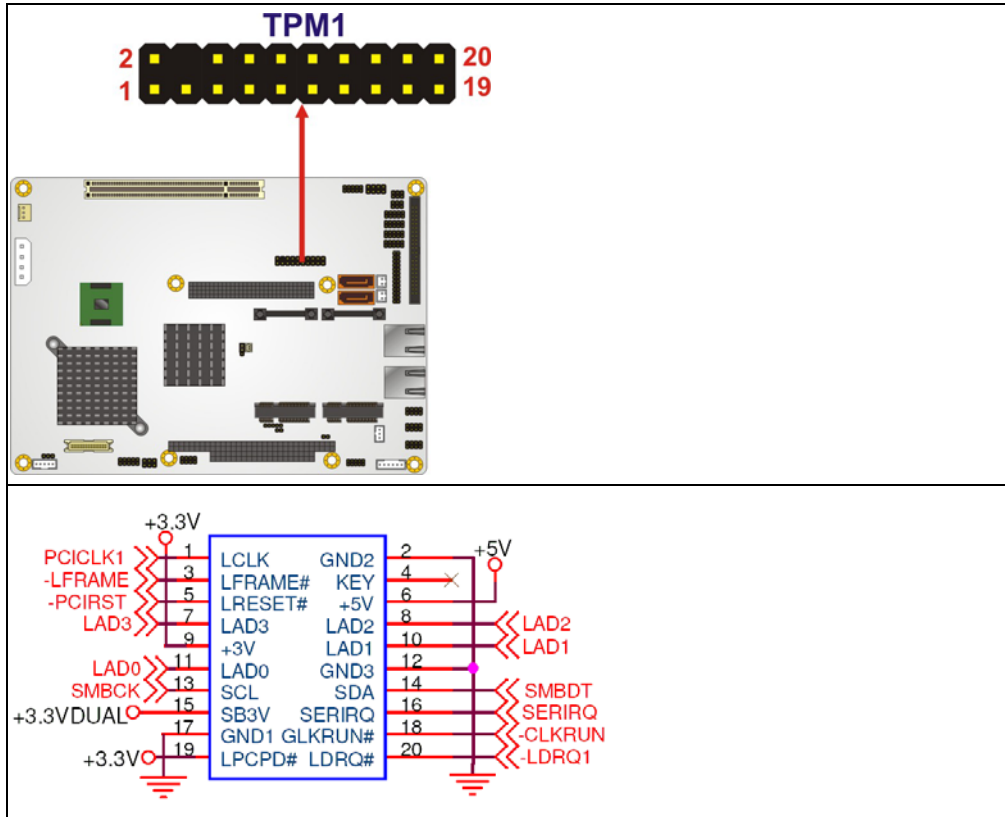 TPM1
2 20
1 19
+3.3V
+5V
PCICLK1 1 LCLK GND2 2
-LFRAME 3 LFRAME# KEY 4
-PCIRST 5 LRESET# +5V 6
LAD3 7 LAD3 LAD2 8 LAD2
9 +3V LAD1 10 LAD1
LAD0 11 LAD0 GND3 12
SMBCK 13 SCL SDA 14 SMBDT
+3.3VDUAL 15 SB3V SERIRQ 16 SERIRQ
17 GND1 GLKRUN# 18 -CLKRUN
+3.3V 19 LPCPD# LDRQ# 20 -LDRQ1